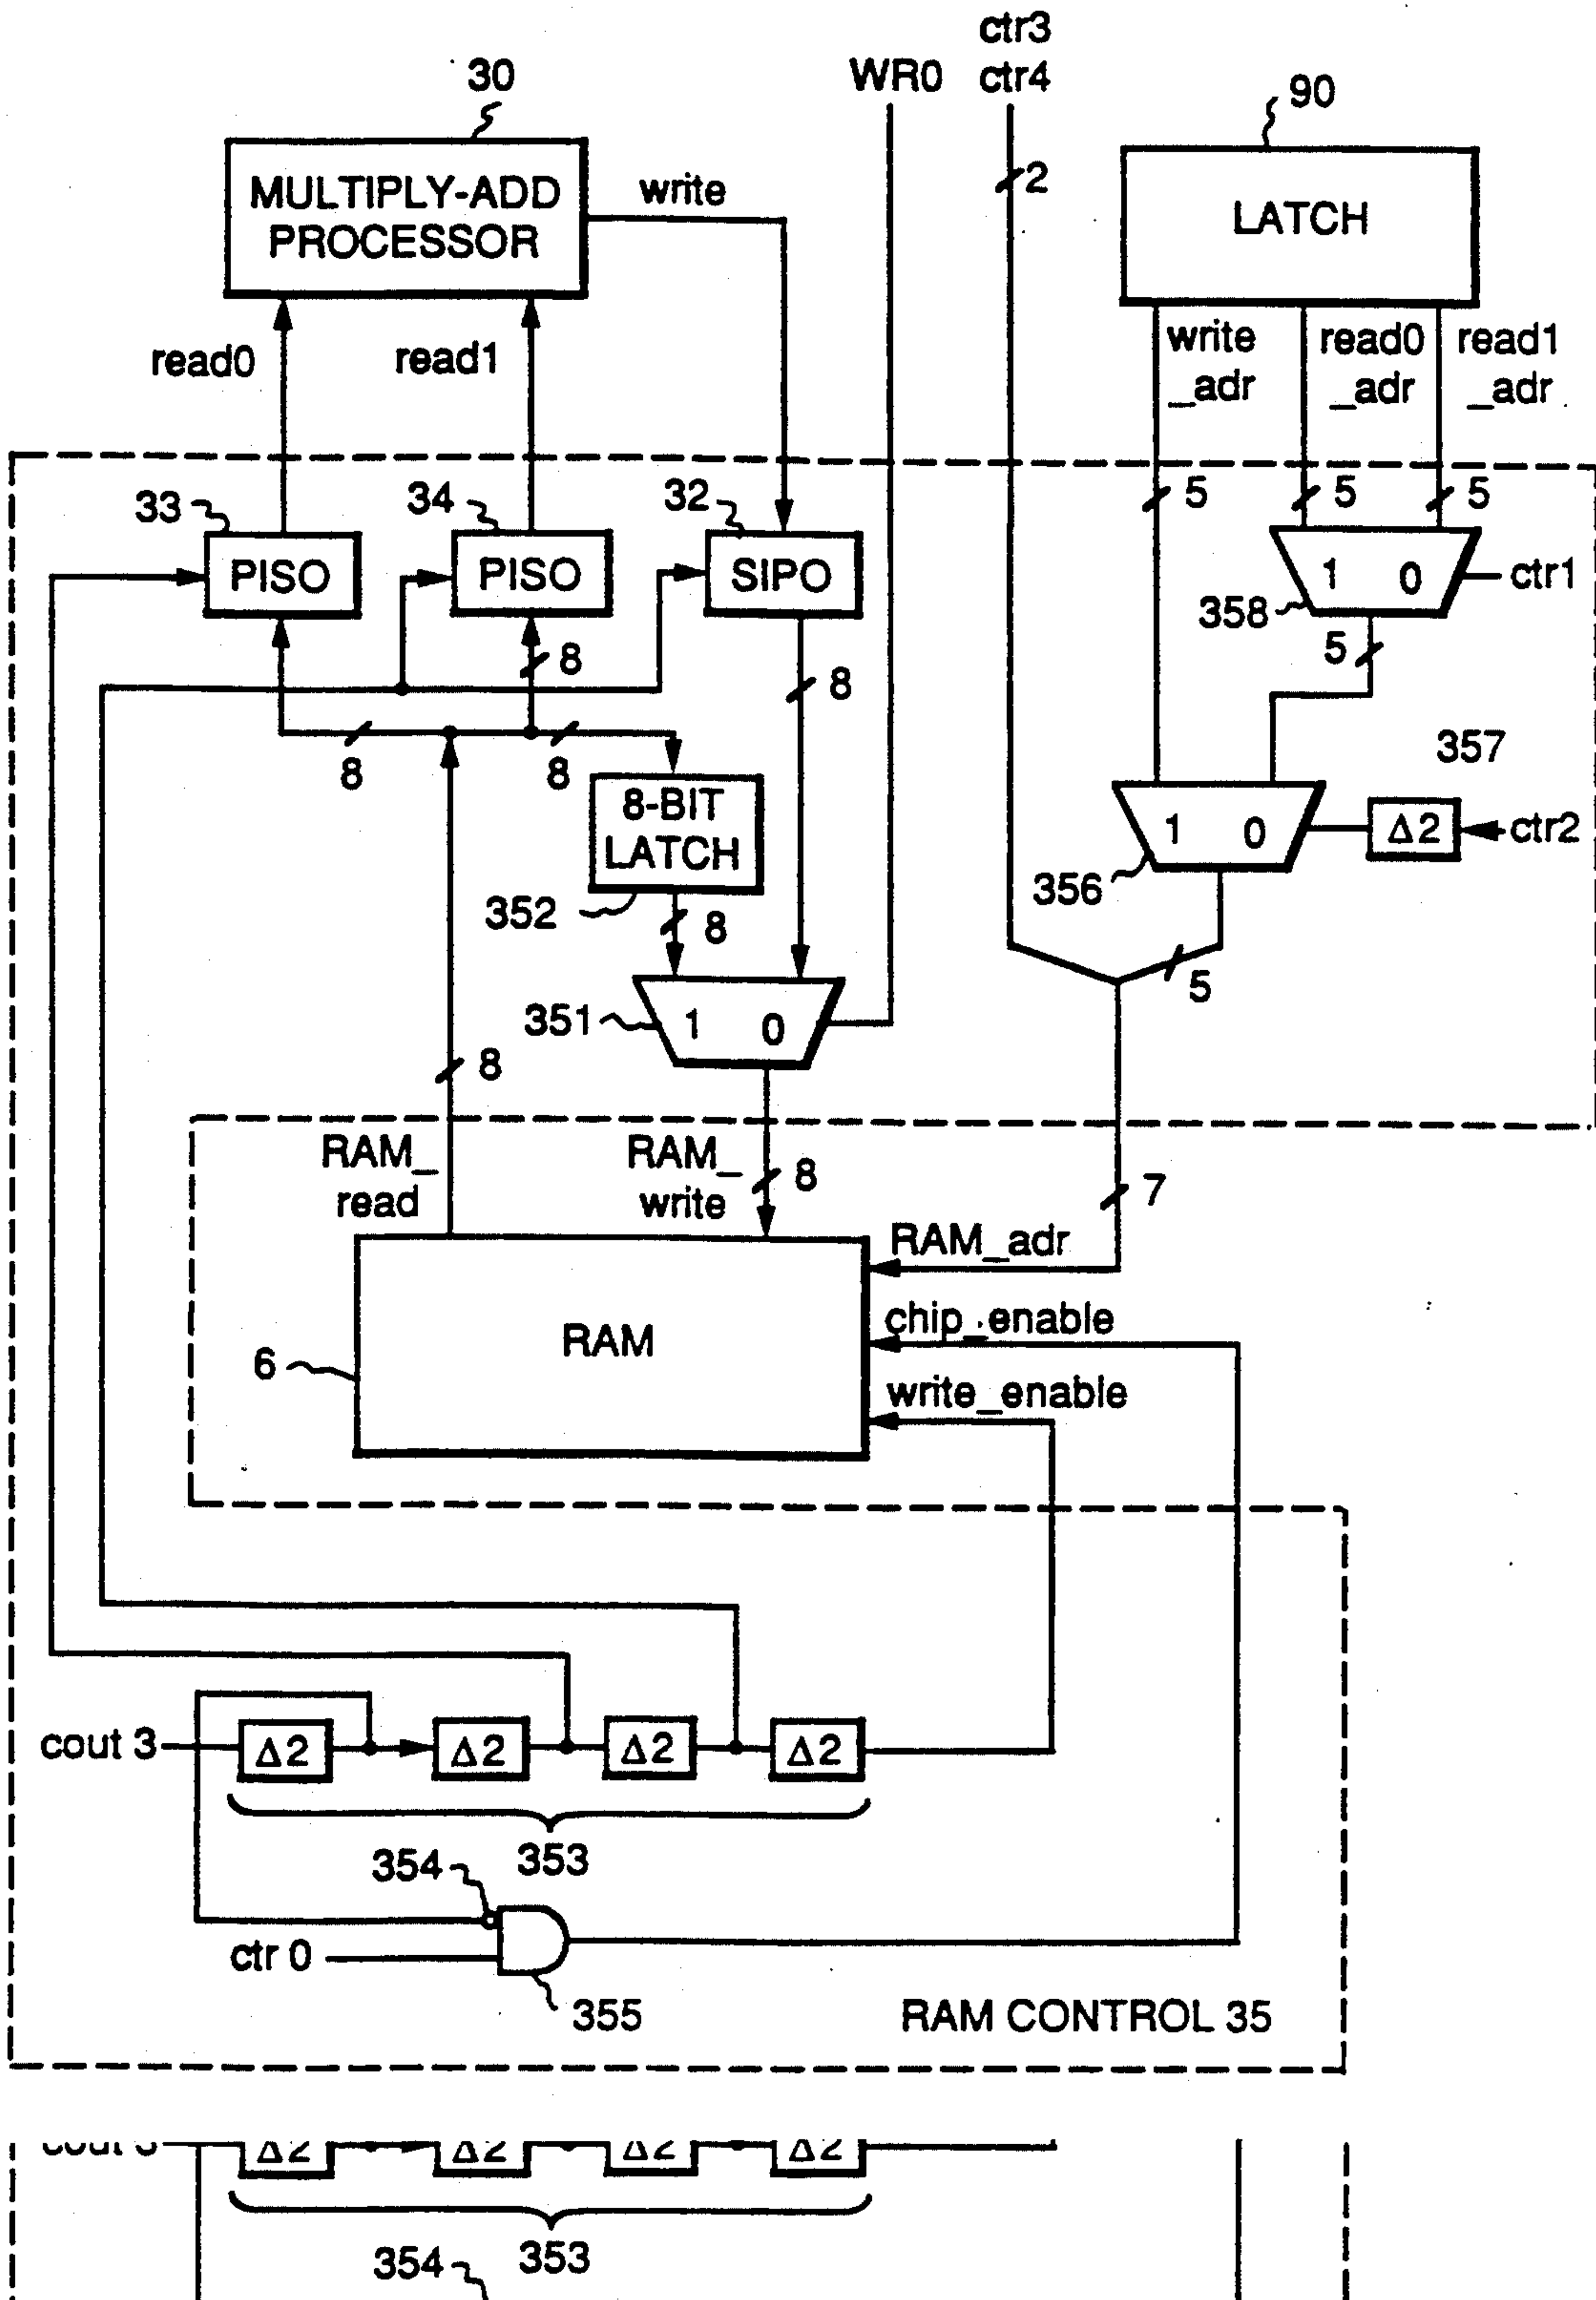 ctr3
30
WR0
ctr4
90
MULTIPLY-ADD
PROCESSOR
write
2
LATCH
read0
read1
write
_adr
read0
_adr
read1
_adr
33
34
32
5
5
5
PISO
PISO
SIPO
1 0
ctr1
358
8
8
5
8
8
357
8-BIT
LATCH
1 0
Δ2
ctr2
352
8
356
351
1 0
5
8
RAM_
read
RAM_
write
8
7
RAM_adr
RAM
chip_enable
6
write_enable
cout 3
Δ2
Δ2
Δ2
Δ2
353
354
ctr 0
355
RAM CONTROL 35
cout 3
Δ2
Δ2
Δ2
Δ2
353
354